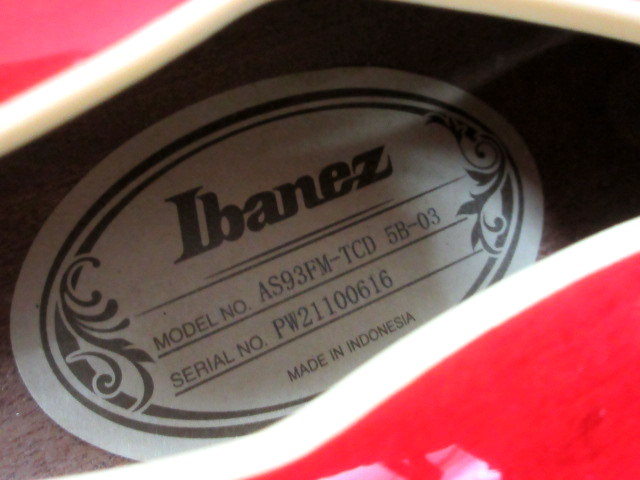 Ibanez
MODEL NO. AS93FM-TCD 5B-03
SERIAL NO. PW21100616
MADE IN INDONESIA